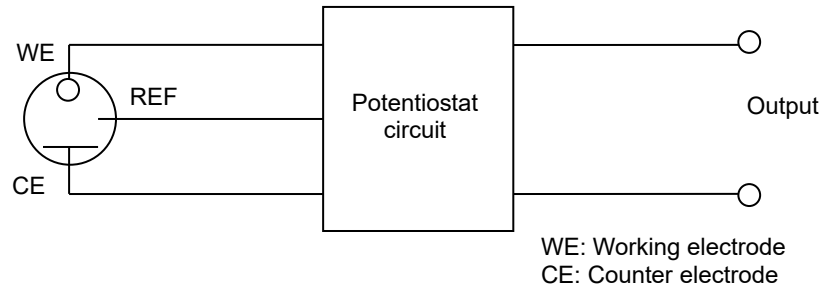 WE
REF
Potentiostat
circuit
Output
CE
WE: Working electrode
CE: Counter electrode